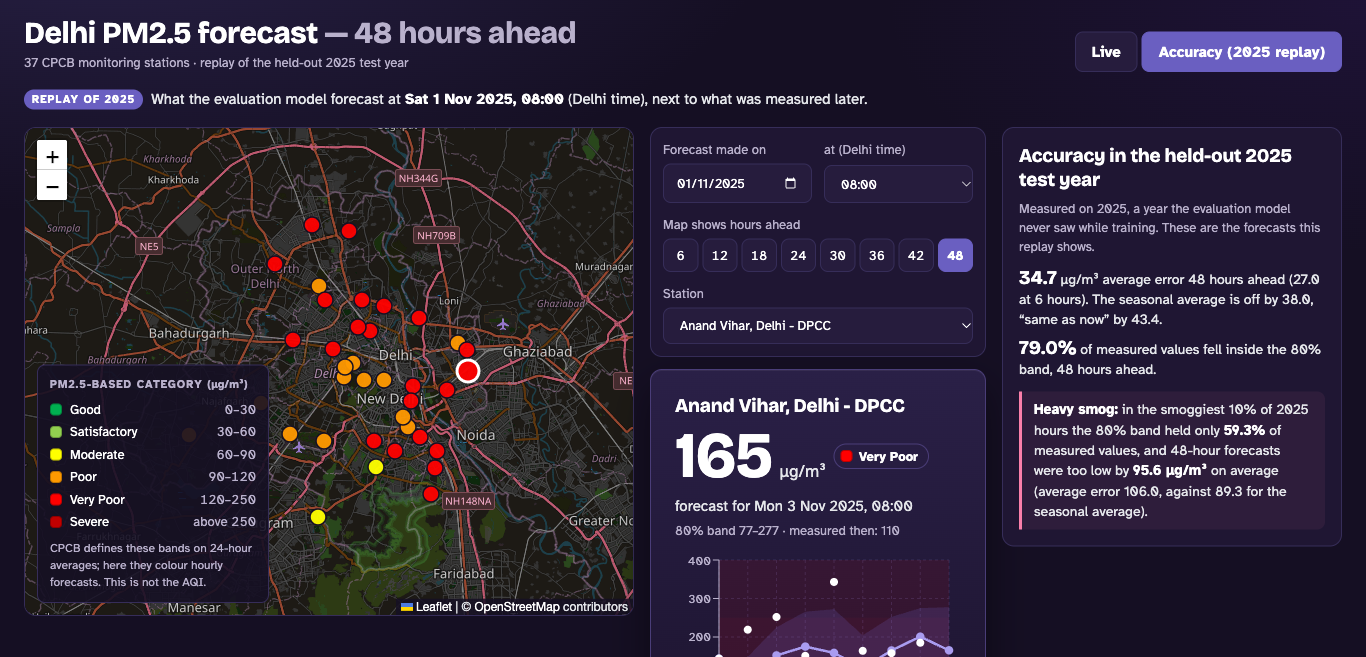 Delhi PM2.5 forecast — 48 hours ahead
37 CPCB monitoring stations · replay of the held-out 2025 test year
Live
Accuracy (2025 replay)
REPLAY OF 2025 What the evaluation model forecast at Sat 1 Nov 2025, 08:00 (Delhi time), next to what was measured later.
+
−
Kharkhoda
Kharkhoda
NH344G
Sampla
NE5
NH709B
Outer North
Delhi
Muradnagar
Loni
Ghaziabad
Bahadurgarh
Delhi
Ghaziabad
Bahadurgarh
NE
New Delhi
Noida
Dadri
NH148NA
Greater No
Faridabad
Manesar
PM2.5-BASED CATEGORY (µg/m³)
Good 0–30
Satisfactory 30–60
Moderate 60–90
Poor 90–120
Very Poor 120–250
Severe above 250
CPCB defines these bands on 24-hour
averages; here they colour hourly
forecasts. This is not the AQI.
Leaflet | © OpenStreetMap contributors
Forecast made on
at (Delhi time)
01/11/2025
08:00
Map shows hours ahead
6 12 18 24 30 36 42 48
Station
Anand Vihar, Delhi - DPCC
Anand Vihar, Delhi - DPCC
165 µg/m³ Very Poor
forecast for Mon 3 Nov 2025, 08:00
80% band 77–277 · measured then: 110
400
300
200
Accuracy in the held-out 2025
test year
Measured on 2025, a year the evaluation model
never saw while training. These are the forecasts this
replay shows.
34.7 µg/m³ average error 48 hours ahead (27.0
at 6 hours). The seasonal average is off by 38.0,
“same as now” by 43.4.
79.0% of measured values fell inside the 80%
band, 48 hours ahead.
Heavy smog: in the smoggiest 10% of 2025
hours the 80% band held only 59.3% of
measured values, and 48-hour forecasts
were too low by 95.6 µg/m³ on average
(average error 106.0, against 89.3 for the
seasonal average).